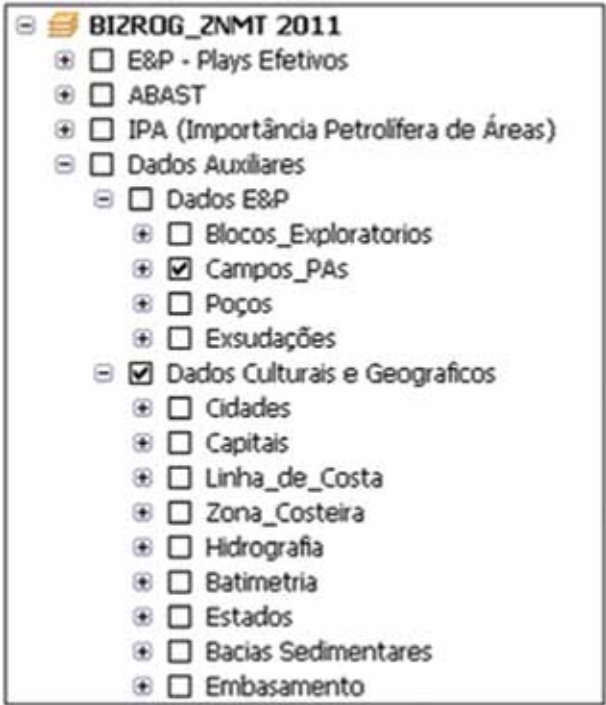 BIZROG_ZNMT 2011
E&P - Plays Efetivos
ABAST
IPA (Importância Petrolífera de Áreas)
Dados Auxiliares
Dados E&P
Blocos_Exploratorios
Campos_PAs
Poços
Exsudações
Dados Culturais e Geograficos
Cidades
Capitais
Linha_de_Costa
Zona_Costeira
Hidrografia
Batimetria
Estados
Bacias Sedimentares
Embasamento